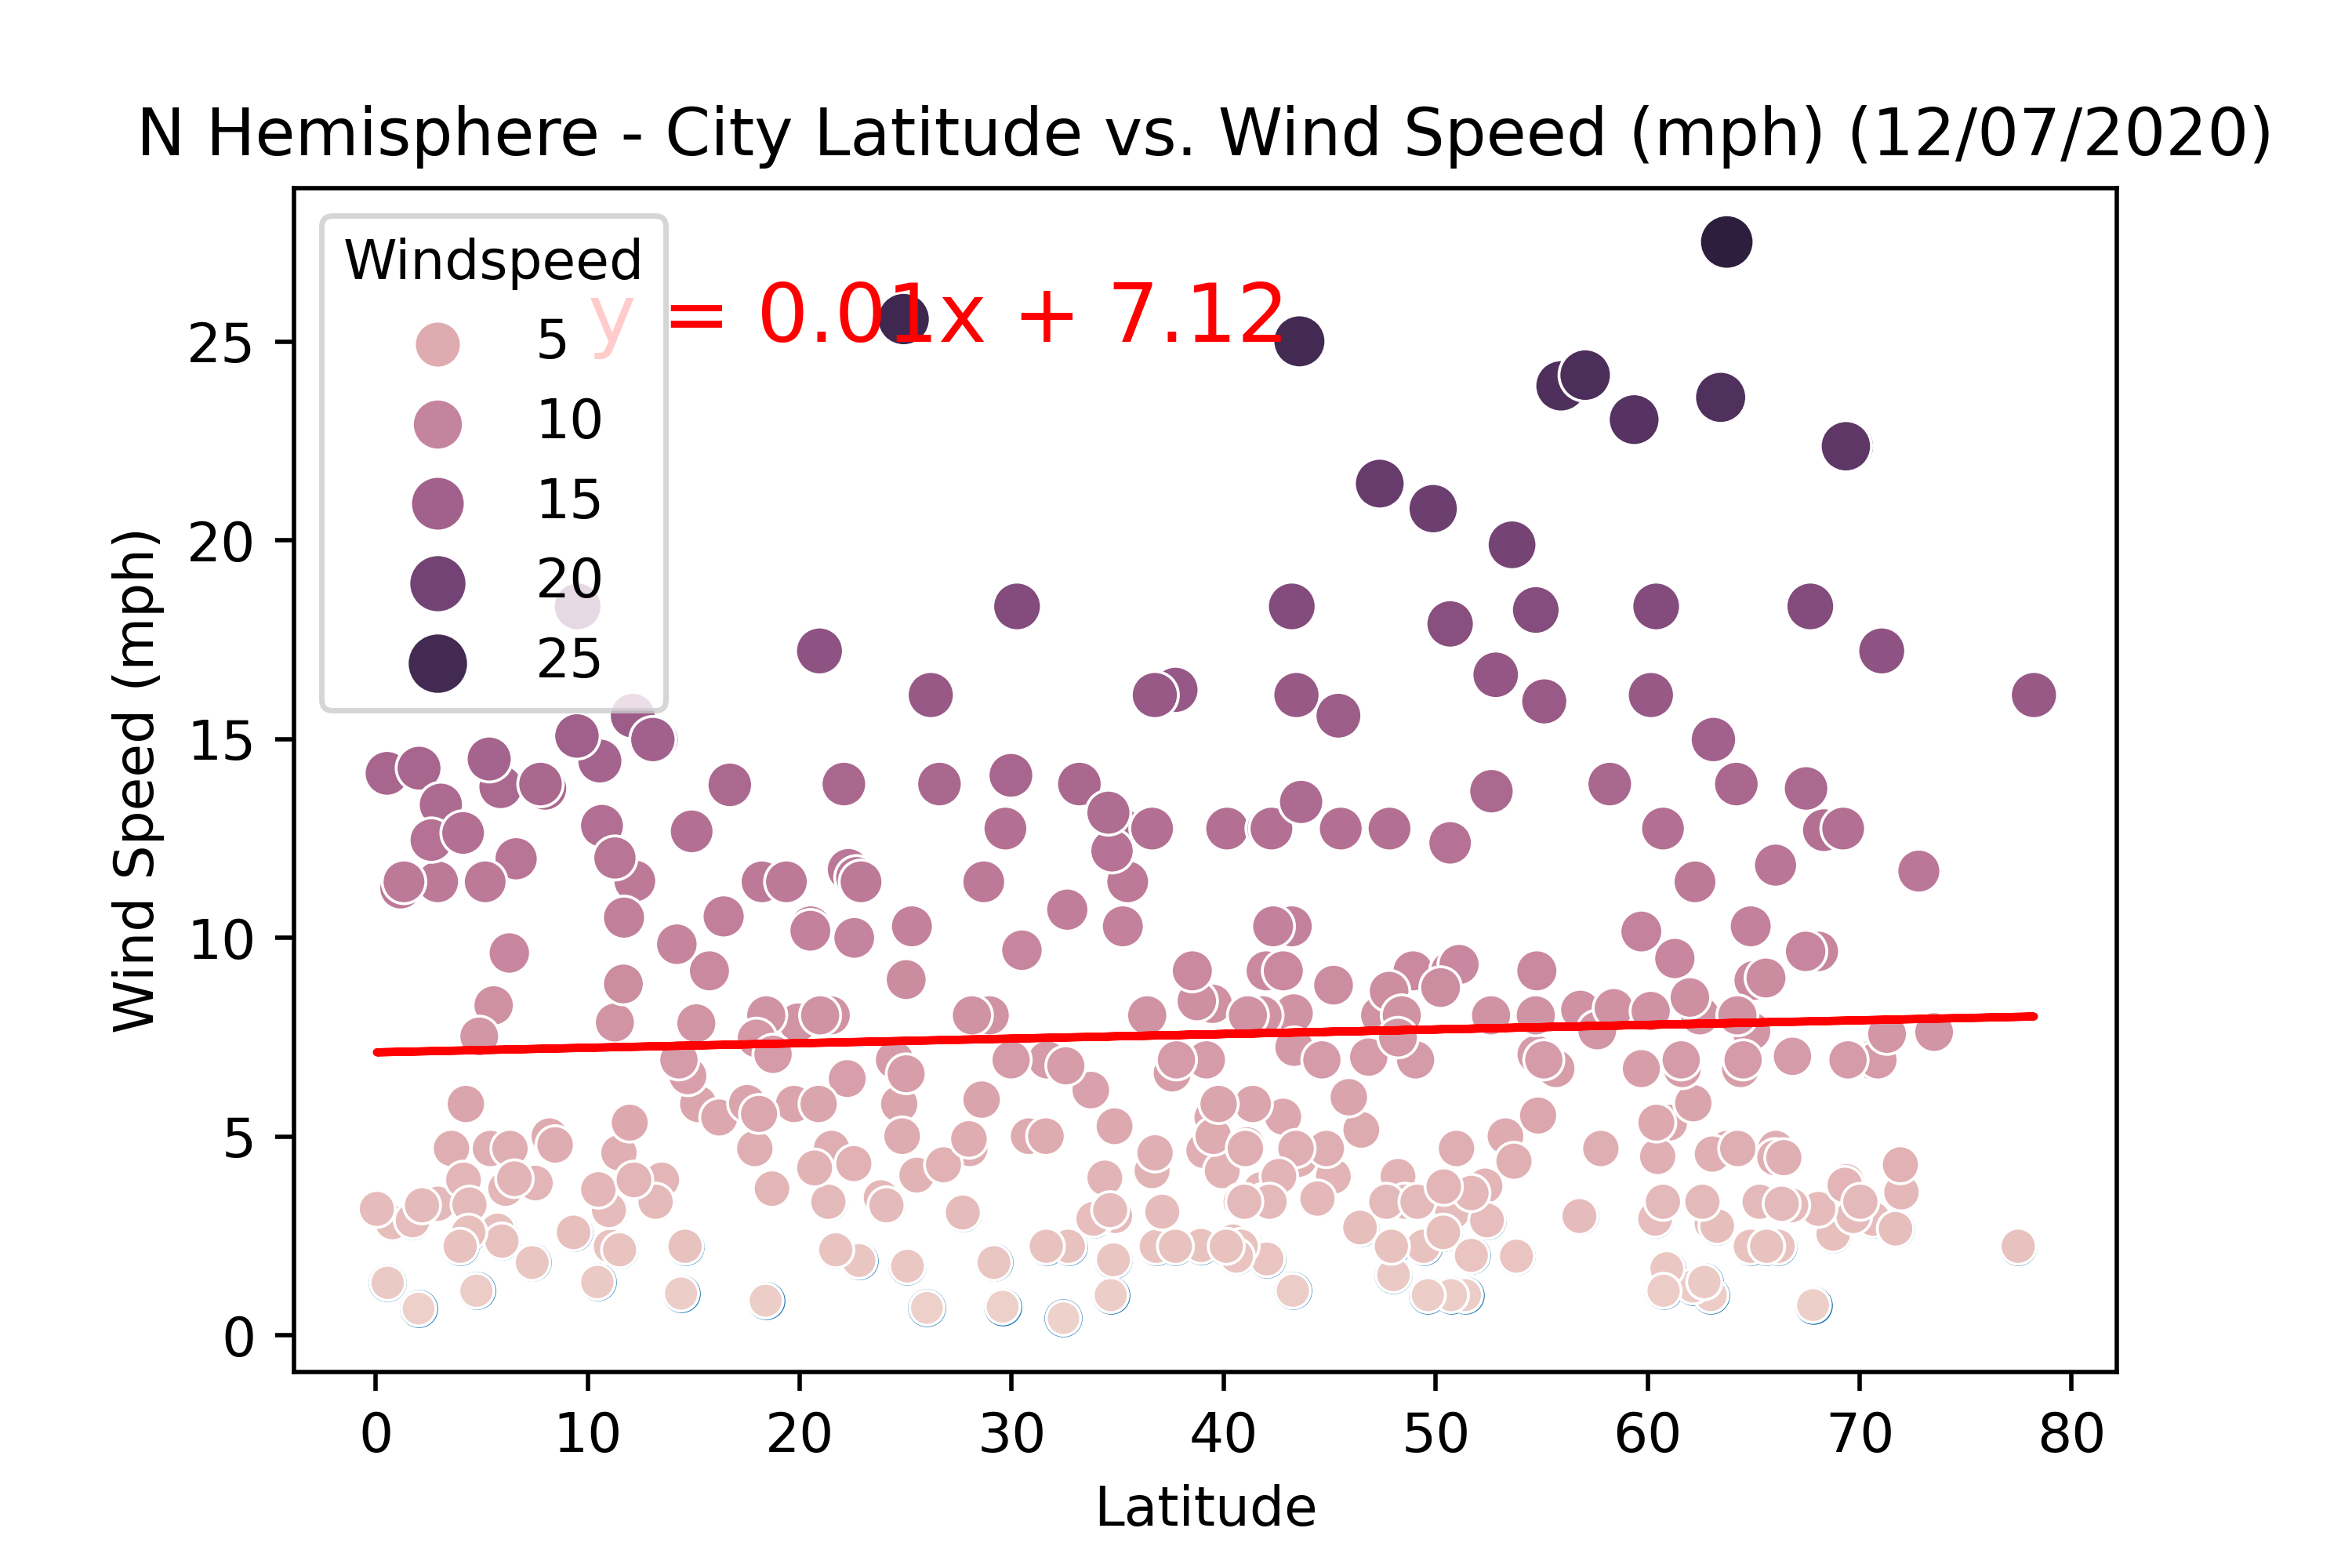 N Hemisphere - City Latitude vs. Wind Speed (mph) (12/07/2020)
Windspeed
5
10
15
20
25
y = 0.01x + 7.12
Wind Speed (mph)
25
20
15
10
5
0
0 10 20 30 40 50 60 70 80
Latitude